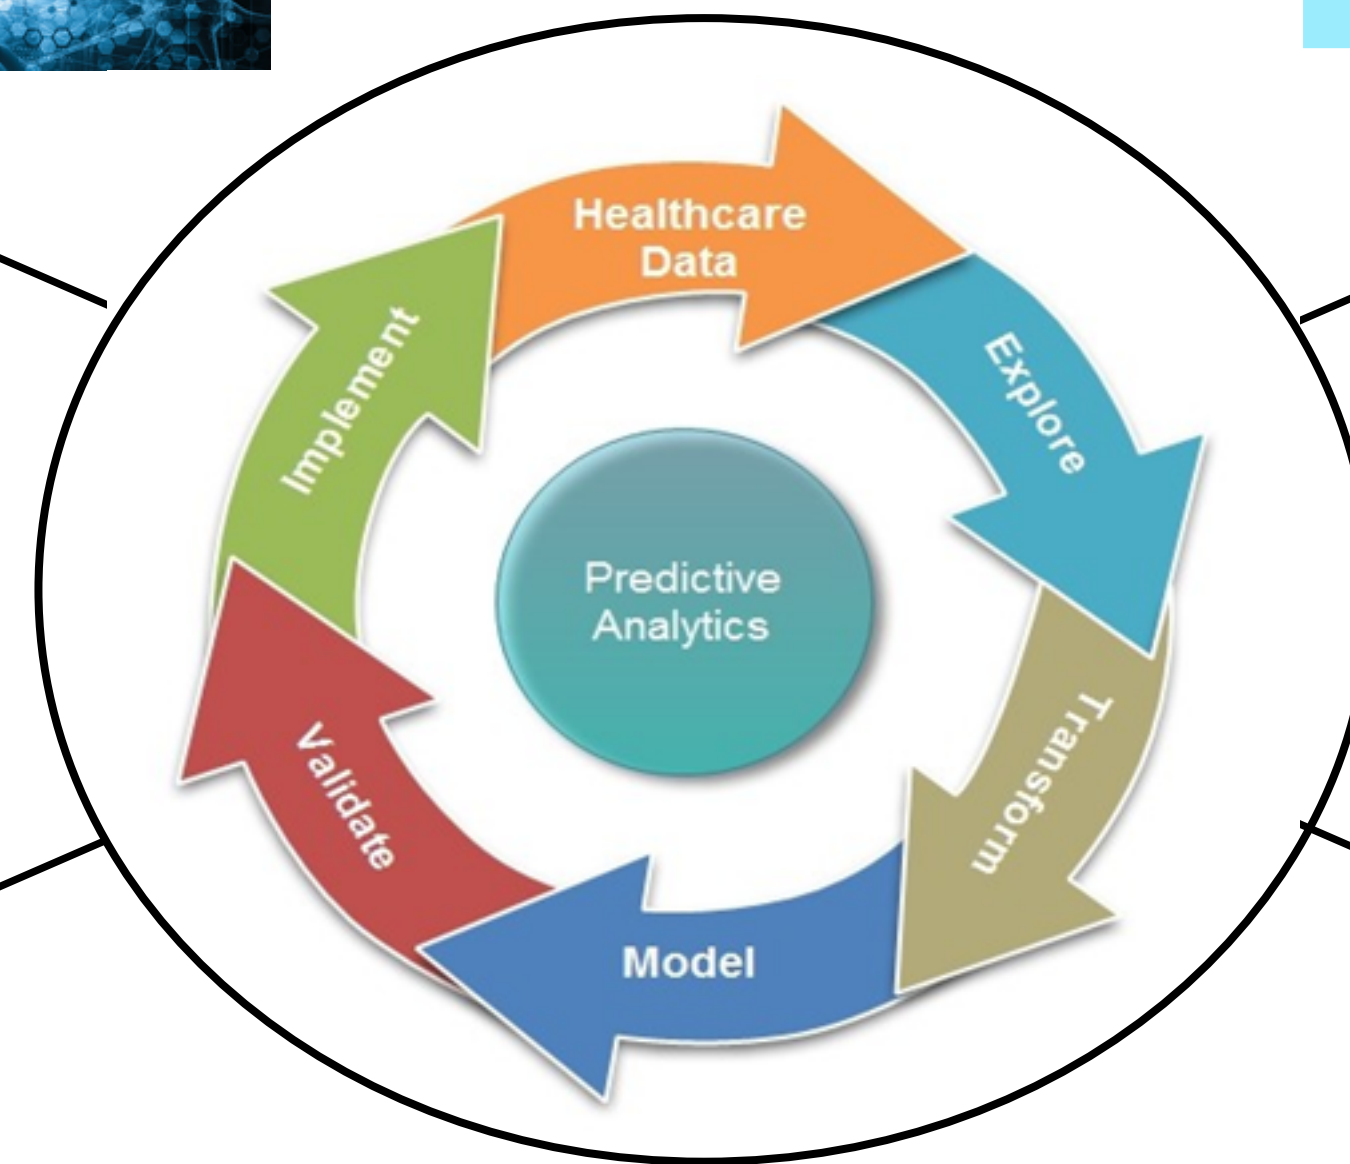 Healthcare
Data
Explore
Transform
Model
Validate
Implement
Predictive
Analytics